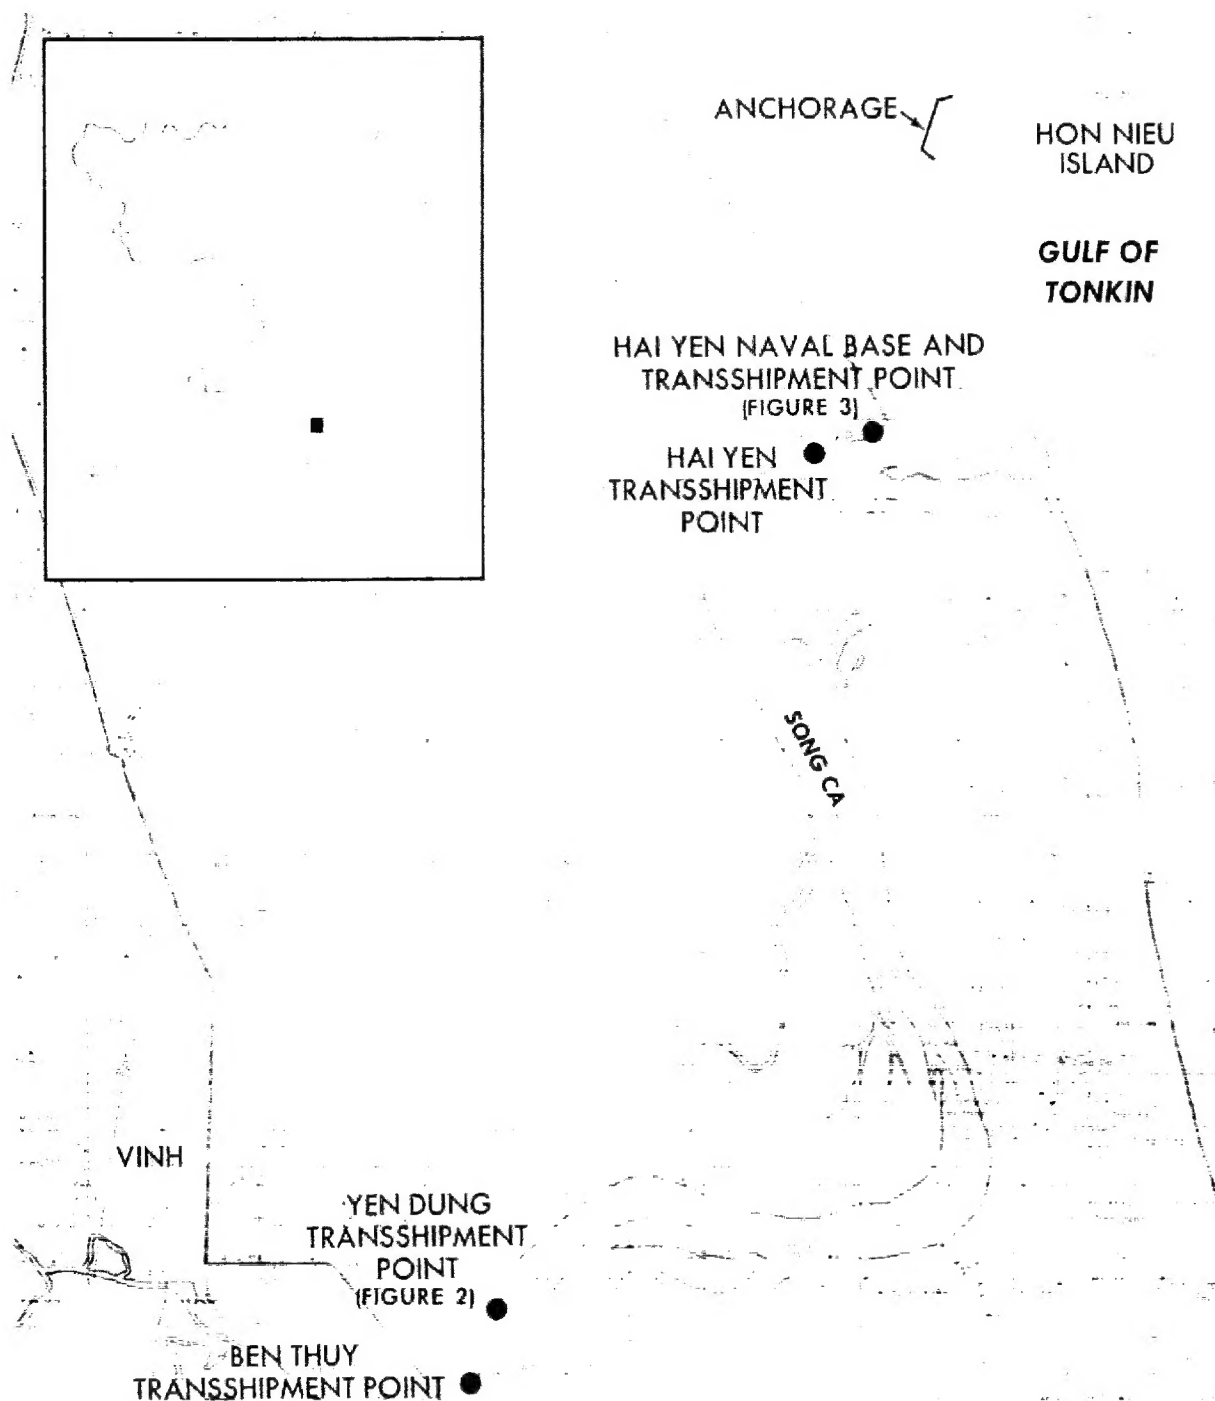 ANCHORAGE
HON NIEU
ISLAND
GULF OF
TONKIN
HAI YEN NAVAL BASE AND
TRANSSHIPMENT POINT
(FIGURE 3)
HAI YEN
TRANSSHIPMENT
POINT
SONG CA
VINH
YEN DUNG
TRANSSHIPMENT
POINT
(FIGURE 2)
BEN THUY
TRANSSHIPMENT POINT